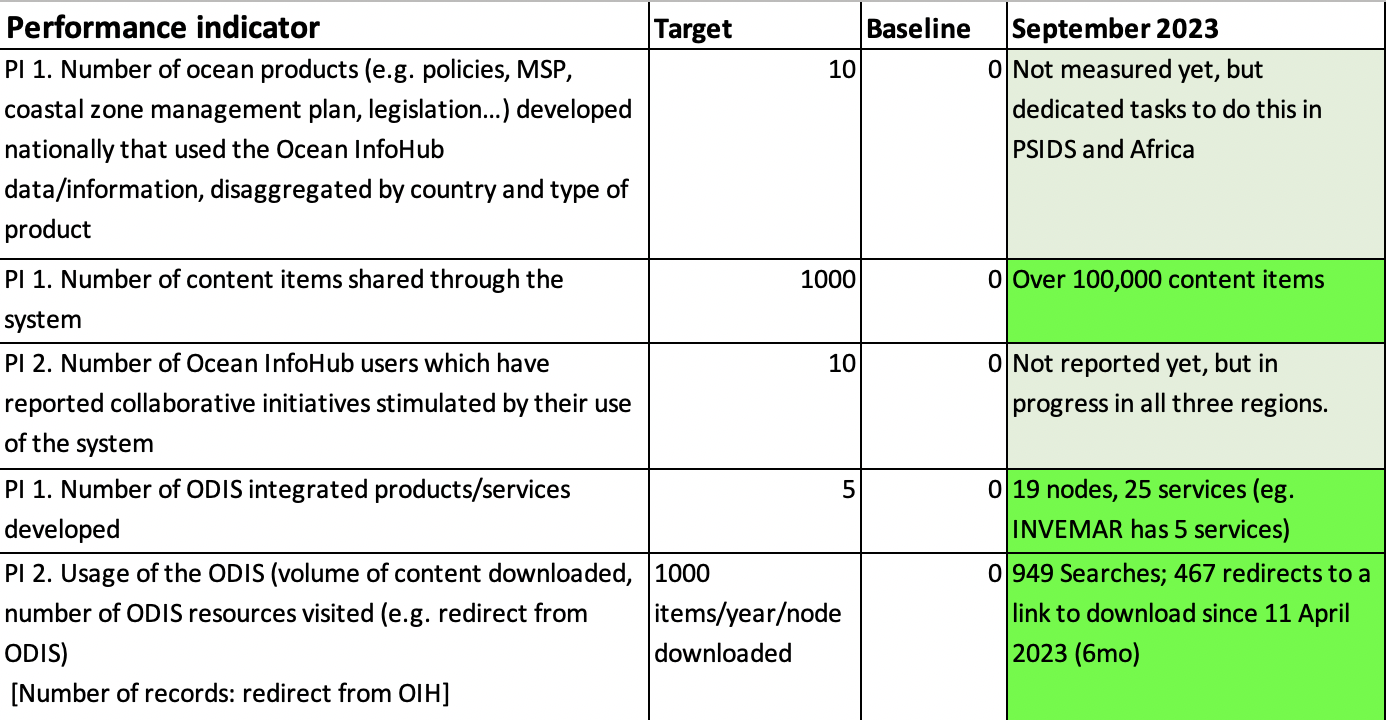 Performance indicator Target Baseline September 2023
PI 1. Number of ocean products (e.g. policies, MSP, 10 0 Not measured yet, but
coastal zone management plan, legislation...) developed dedicated tasks to do this in
nationally that used the Ocean InfoHub PSIDS and Africa
data/information, disaggregated by country and type of
product
PI 1. Number of content items shared through the 1000 0 Over 100,000 content items
system
PI 2. Number of Ocean InfoHub users which have 10 0 Not reported yet, but in
reported collaborative initiatives stimulated by their use progress in all three regions.
of the system
PI 1. Number of ODIS integrated products/services 5 0 19 nodes, 25 services (eg.
developed INVEMAR has 5 services)
PI 2. Usage of the ODIS (volume of content downloaded, 1000 0 949 Searches; 467 redirects to a
number of ODIS resources visited (e.g. redirect from items/year/node link to download since 11 April
ODIS) downloaded 2023 (6mo)
[Number of records: redirect from OIH]